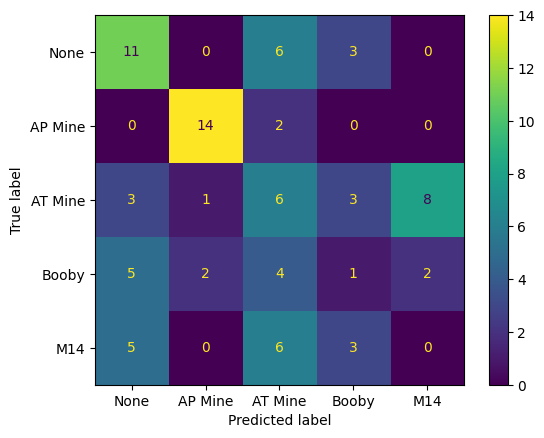 None 11 0 6 3 0
AP Mine 0 14 2 0 0
AT Mine 3 1 6 3 8
Booby 5 2 4 1 2
M14 5 0 6 3 0
None AP Mine AT Mine Booby M14
Predicted label
True label
14
12
10
8
6
4
2
0